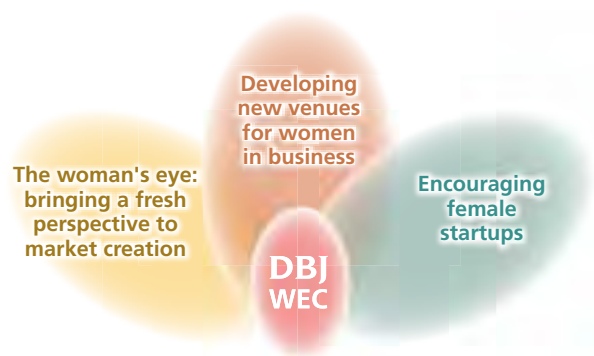 Developing
new venues
for women
in business
The woman's eye:
bringing a fresh
perspective to
market creation
Encouraging
female
startups
DBJ
WEC